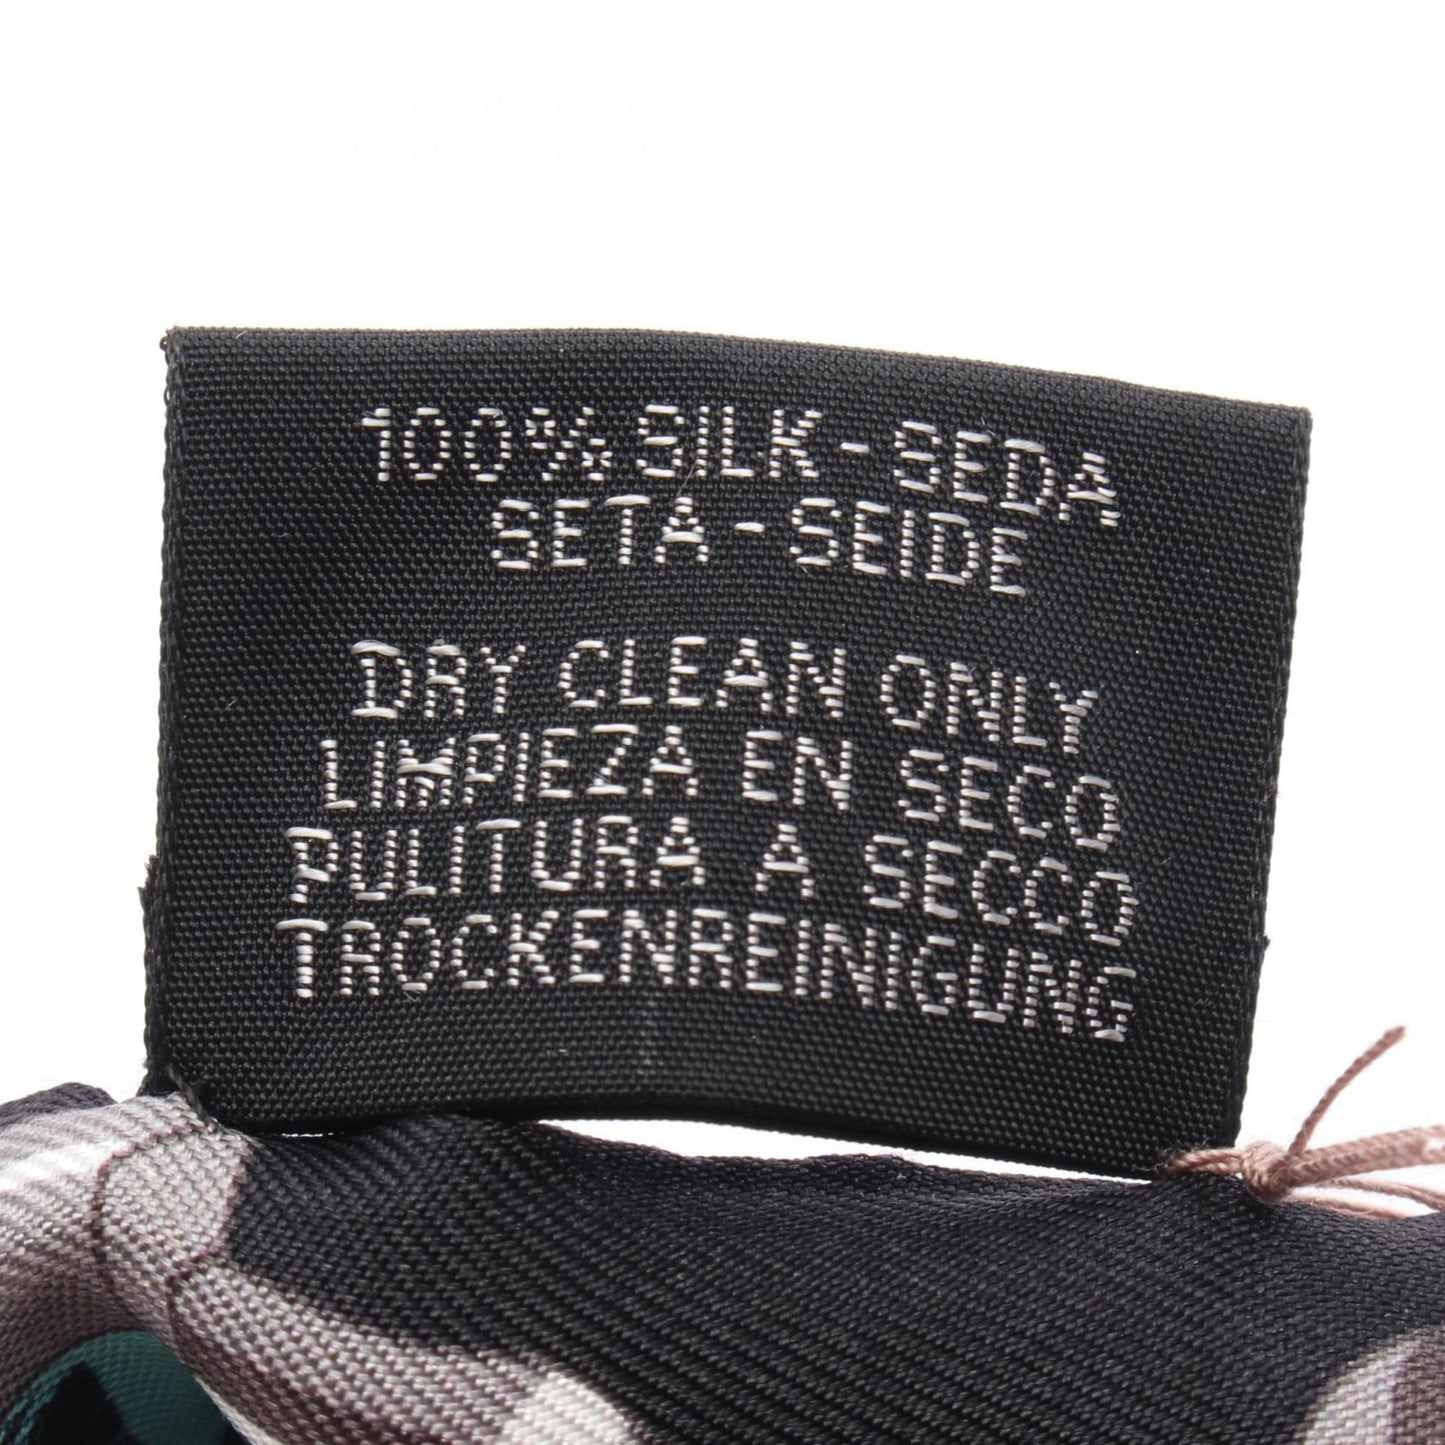 100% SILK - SEDA
SETA - SEIDE
DRY CLEAN ONLY
LIMPIEZA EN SECO
PULITURA A SECCO
TROCKENREINIGUNG